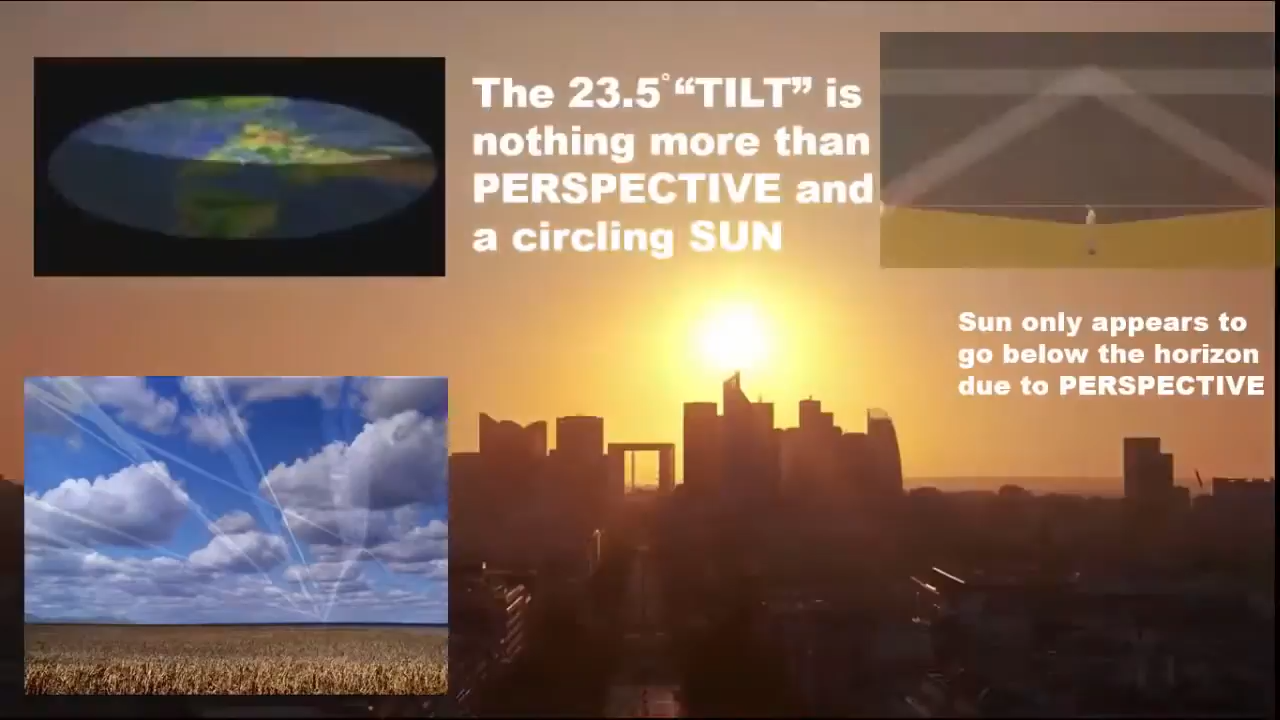 The 23.5° “TILT” is
nothing more than
PERSPECTIVE and
a circling SUN
Sun only appears to
go below the horizon
due to PERSPECTIVE